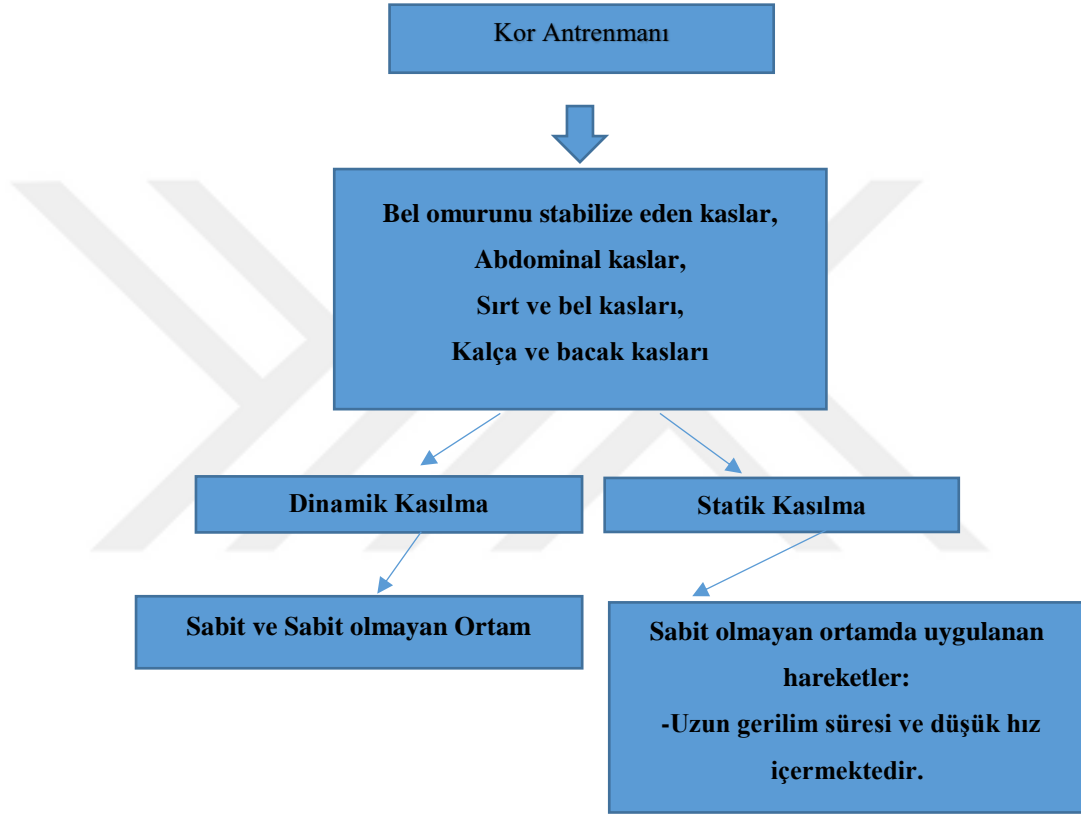 Kor Antrenmanı
Bel omurunu stabilize eden kaslar,
Abdominal kaslar,
Sırt ve bel kasları,
Kalça ve bacak kasları
Dinamik Kasılma
Statik Kasılma
Sabit ve Sabit olmayan Ortam
Sabit olmayan ortamda uygulanan
hareketler:
-Uzun gerilim süresi ve düşük hız
içermektedir.